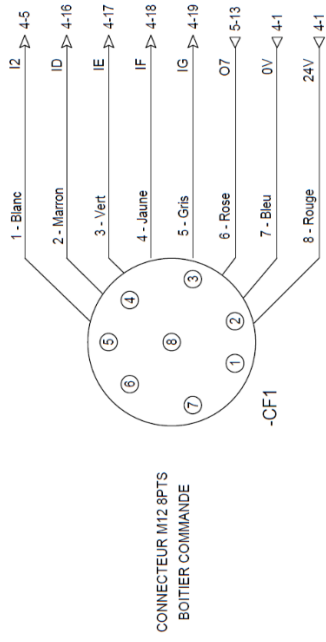 CONNECTEUR M12 8PTS
BOITIER COMMANDE
-CF1
7
6
5
4
3
2
1
8
1 - Blanc I2 4-5
2 - Marron ID 4-16
3 - Vert IE 4-17
4 - Jaune IF 4-18
5 - Gris IG 4-19
6 - Rose O7 5-13
7 - Bleu 0V 4-1
8 - Rouge 24V 4-1